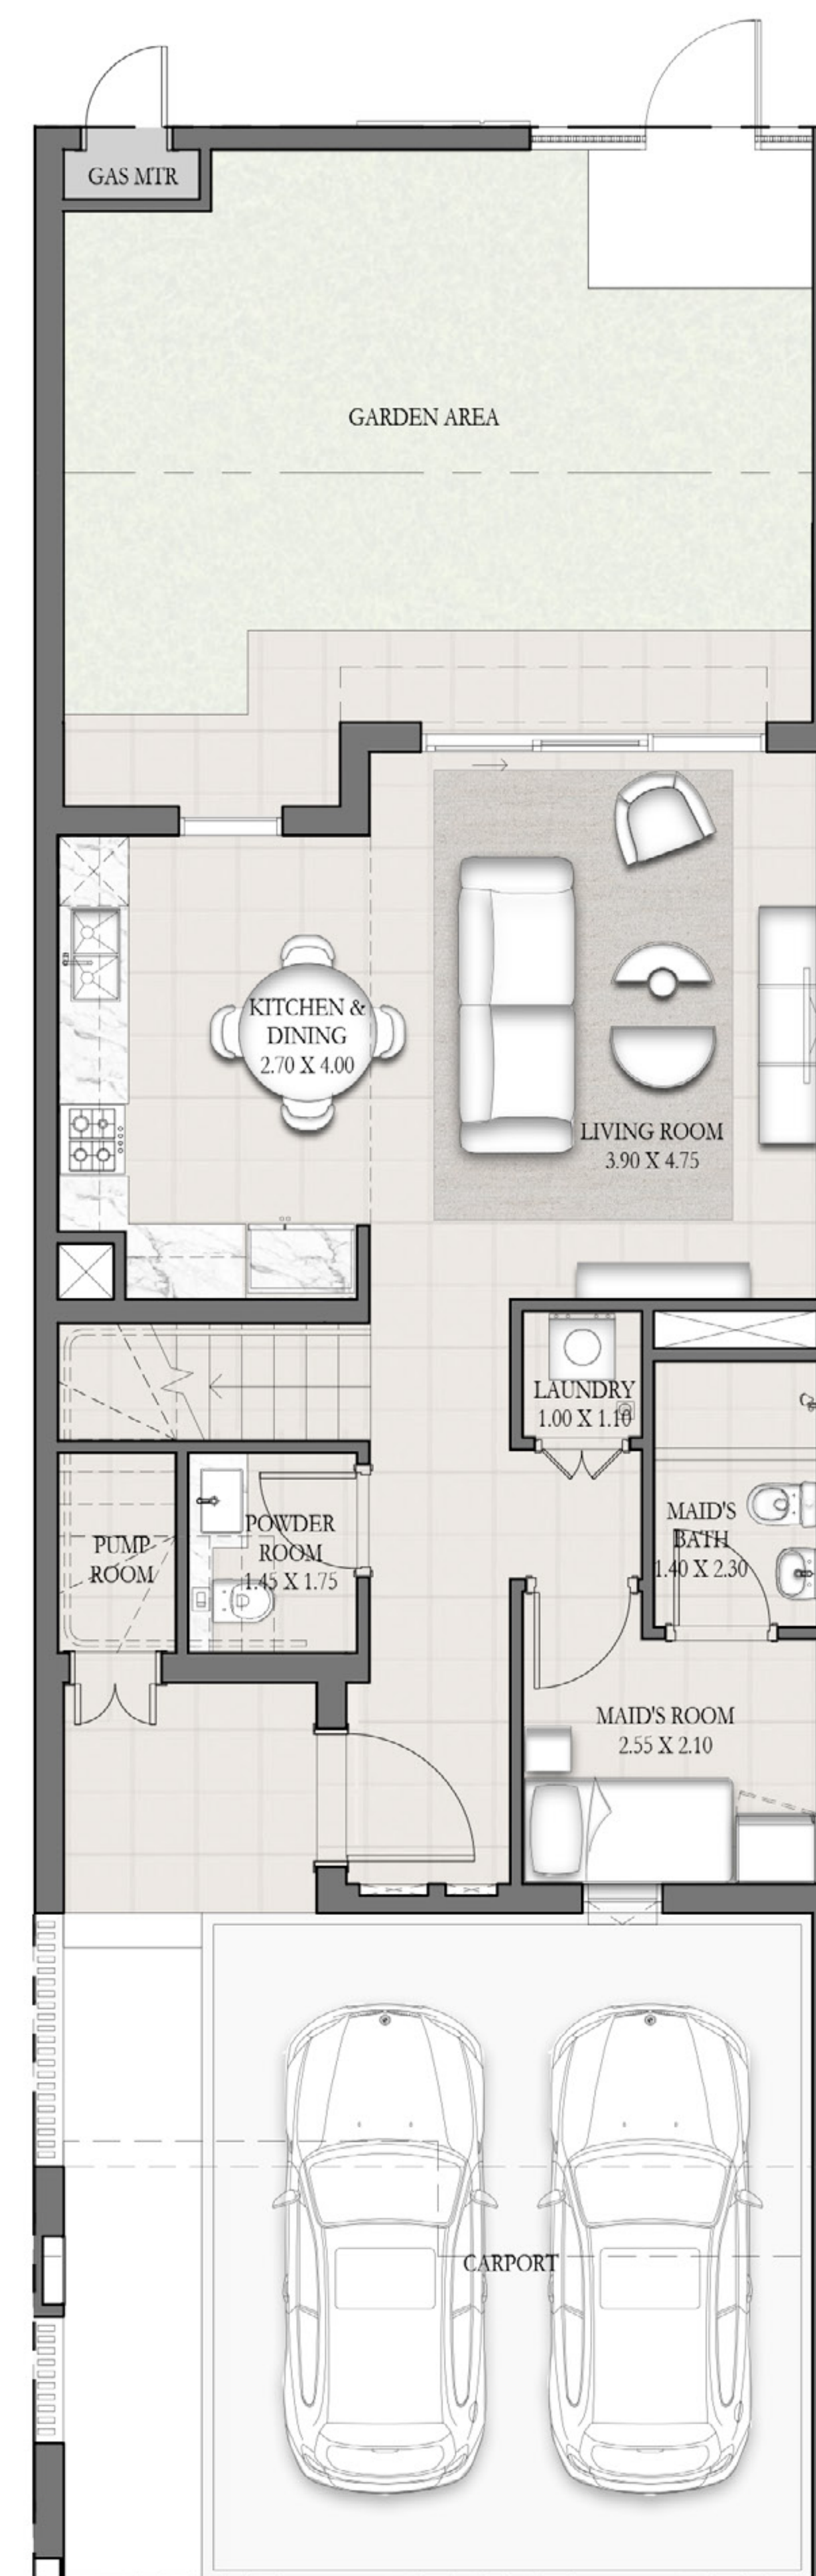 GAS MTR
GARDEN AREA
KITCHEN &
DINING
2.70 X 4.00
LIVING ROOM
3.90 X 4.75
LAUNDRY
1.00 X 1.10
MAID'S
BATH
1.40 X 2.30
POWDER
ROOM
1.45 X 1.75
PUMP
ROOM
MAID'S ROOM
2.55 X 2.10
CARPORT